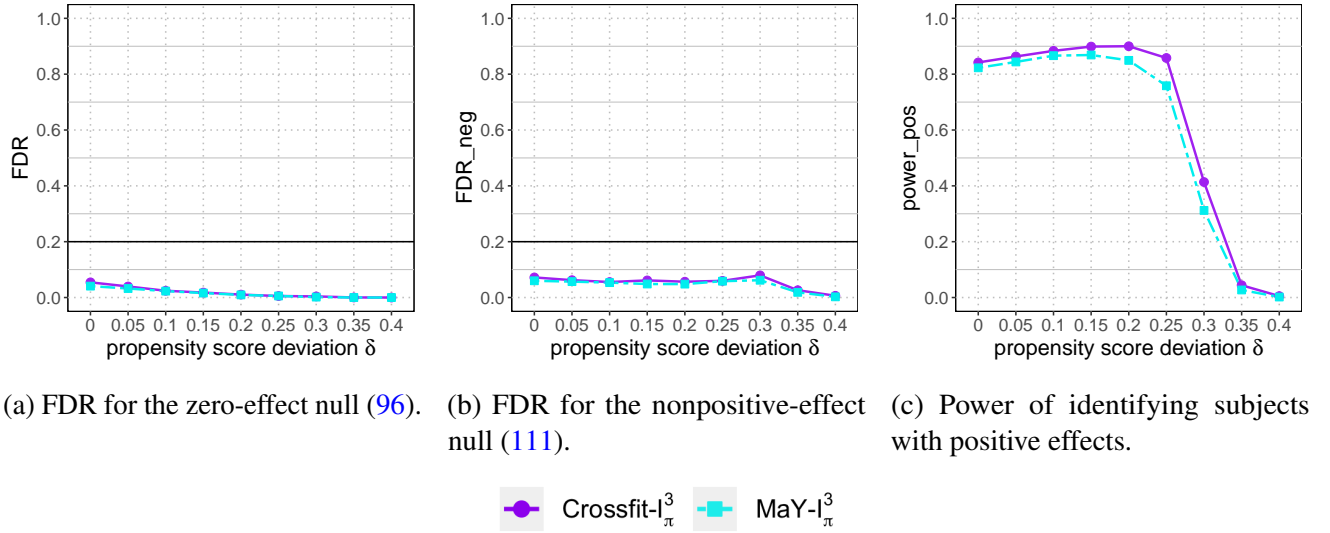 1.0
0.8
0.6
0.4
0.2
0.0
FDR
0 0.05 0.1 0.15 0.2 0.25 0.3 0.35 0.4
propensity score deviation δ
1.0
0.8
0.6
0.4
0.2
0.0
FDR_neg
0 0.05 0.1 0.15 0.2 0.25 0.3 0.35 0.4
propensity score deviation δ
1.0
0.8
0.6
0.4
0.2
0.0
power_pos
0 0.05 0.1 0.15 0.2 0.25 0.3 0.35 0.4
propensity score deviation δ
(a) FDR for the zero-effect null (96).
(b) FDR for the nonpositive-effect
null (111).
(c) Power of identifying subjects
with positive effects.
Crossfit-I³π
MaY-I³π